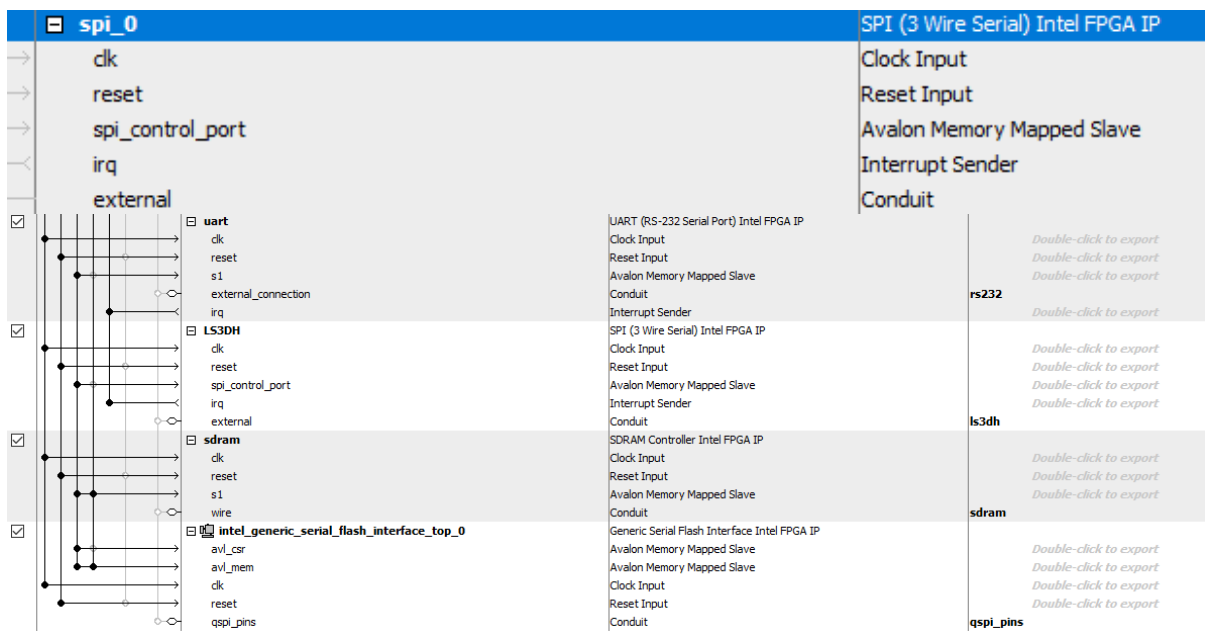 spi_0 SPI (3 Wire Serial) Intel FPGA IP
clk Clock Input
reset Reset Input
spi_control_port Avalon Memory Mapped Slave
irq Interrupt Sender
external Conduit
uart UART (RS-232 Serial Port) Intel FPGA IP
clk Clock Input Double-click to export
reset Reset Input Double-click to export
s1 Avalon Memory Mapped Slave Double-click to export
external_connection Conduit rs232
irq Interrupt Sender Double-click to export
LS3DH SPI (3 Wire Serial) Intel FPGA IP
clk Clock Input Double-click to export
reset Reset Input Double-click to export
spi_control_port Avalon Memory Mapped Slave Double-click to export
irq Interrupt Sender Double-click to export
external Conduit ls3dh
sdram SDRAM Controller Intel FPGA IP
clk Clock Input Double-click to export
reset Reset Input Double-click to export
s1 Avalon Memory Mapped Slave Double-click to export
wire Conduit sdram
intel_generic_serial_flash_interface_top_0 Generic Serial Flash Interface Intel FPGA IP
avl_csr Avalon Memory Mapped Slave Double-click to export
avl_mem Avalon Memory Mapped Slave Double-click to export
clk Clock Input Double-click to export
reset Reset Input Double-click to export
qspi_pins Conduit qspi_pins